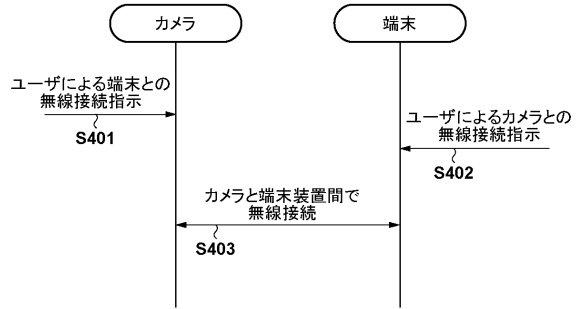 カメラ
端末
ユーザによる端末との
無線接続指示
S401
ユーザによるカメラとの
無線接続指示
S402
カメラと端末装置間で
無線接続
S403